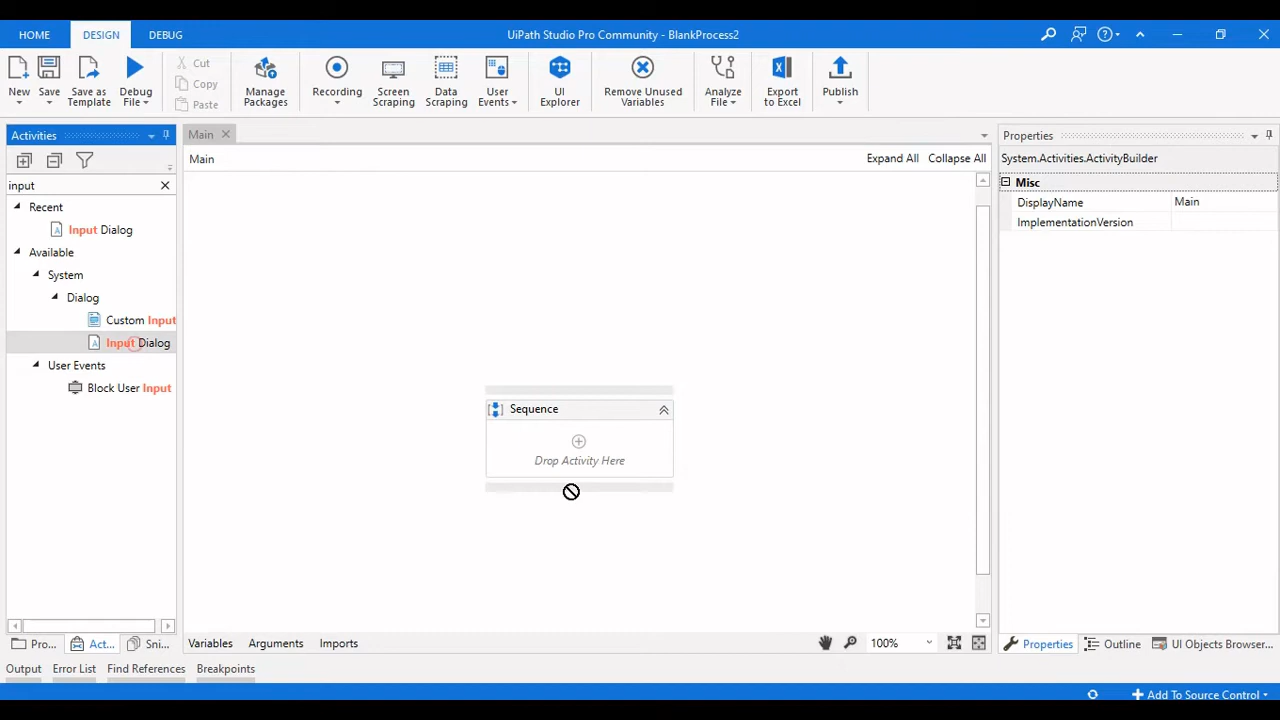 HOME
DESIGN
DEBUG
UiPath Studio Pro Community - BlankProcess2
New
Save
Save as Template
Debug File
Cut
Copy
Paste
Manage Packages
Recording
Screen Scraping
Data Scraping
User Events
UI Explorer
Remove Unused Variables
Analyze File
Export to Excel
Publish
Activities
input
Recent
Input Dialog
Available
System
Dialog
Custom Input
Input Dialog
User Events
Block User Input
Main
Main
Expand All
Collapse All
Sequence
Drop Activity Here
Properties
System.Activities.ActivityBuilder
Misc
DisplayName Main
ImplementationVersion
Pro...
Act...
Sni...
Variables
Arguments
Imports
100%
Properties
Outline
UI Objects Browser...
Output
Error List
Find References
Breakpoints
Add To Source Control